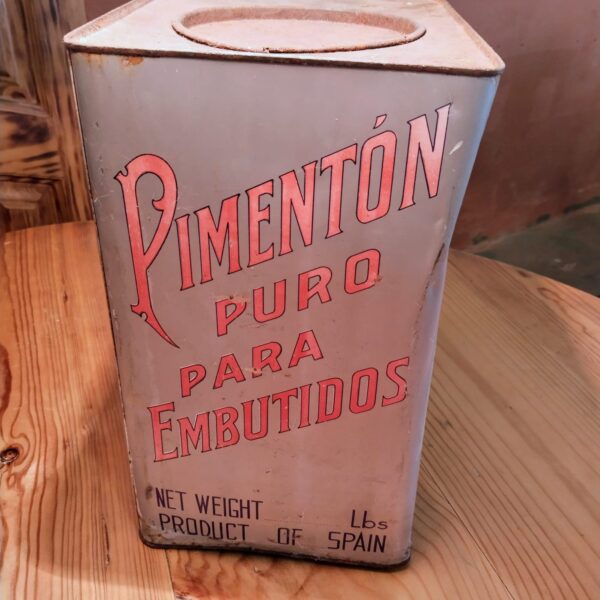 PIMENTÓN
PURO
PARA
EMBUTIDOS
NET WEIGHT Lbs
PRODUCT OF SPAIN